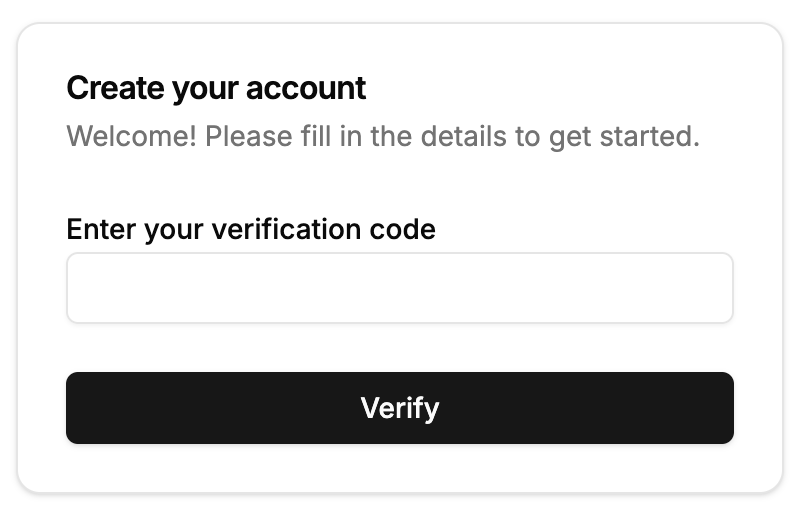 Create your account
Welcome! Please fill in the details to get started.
Enter your verification code
Verify